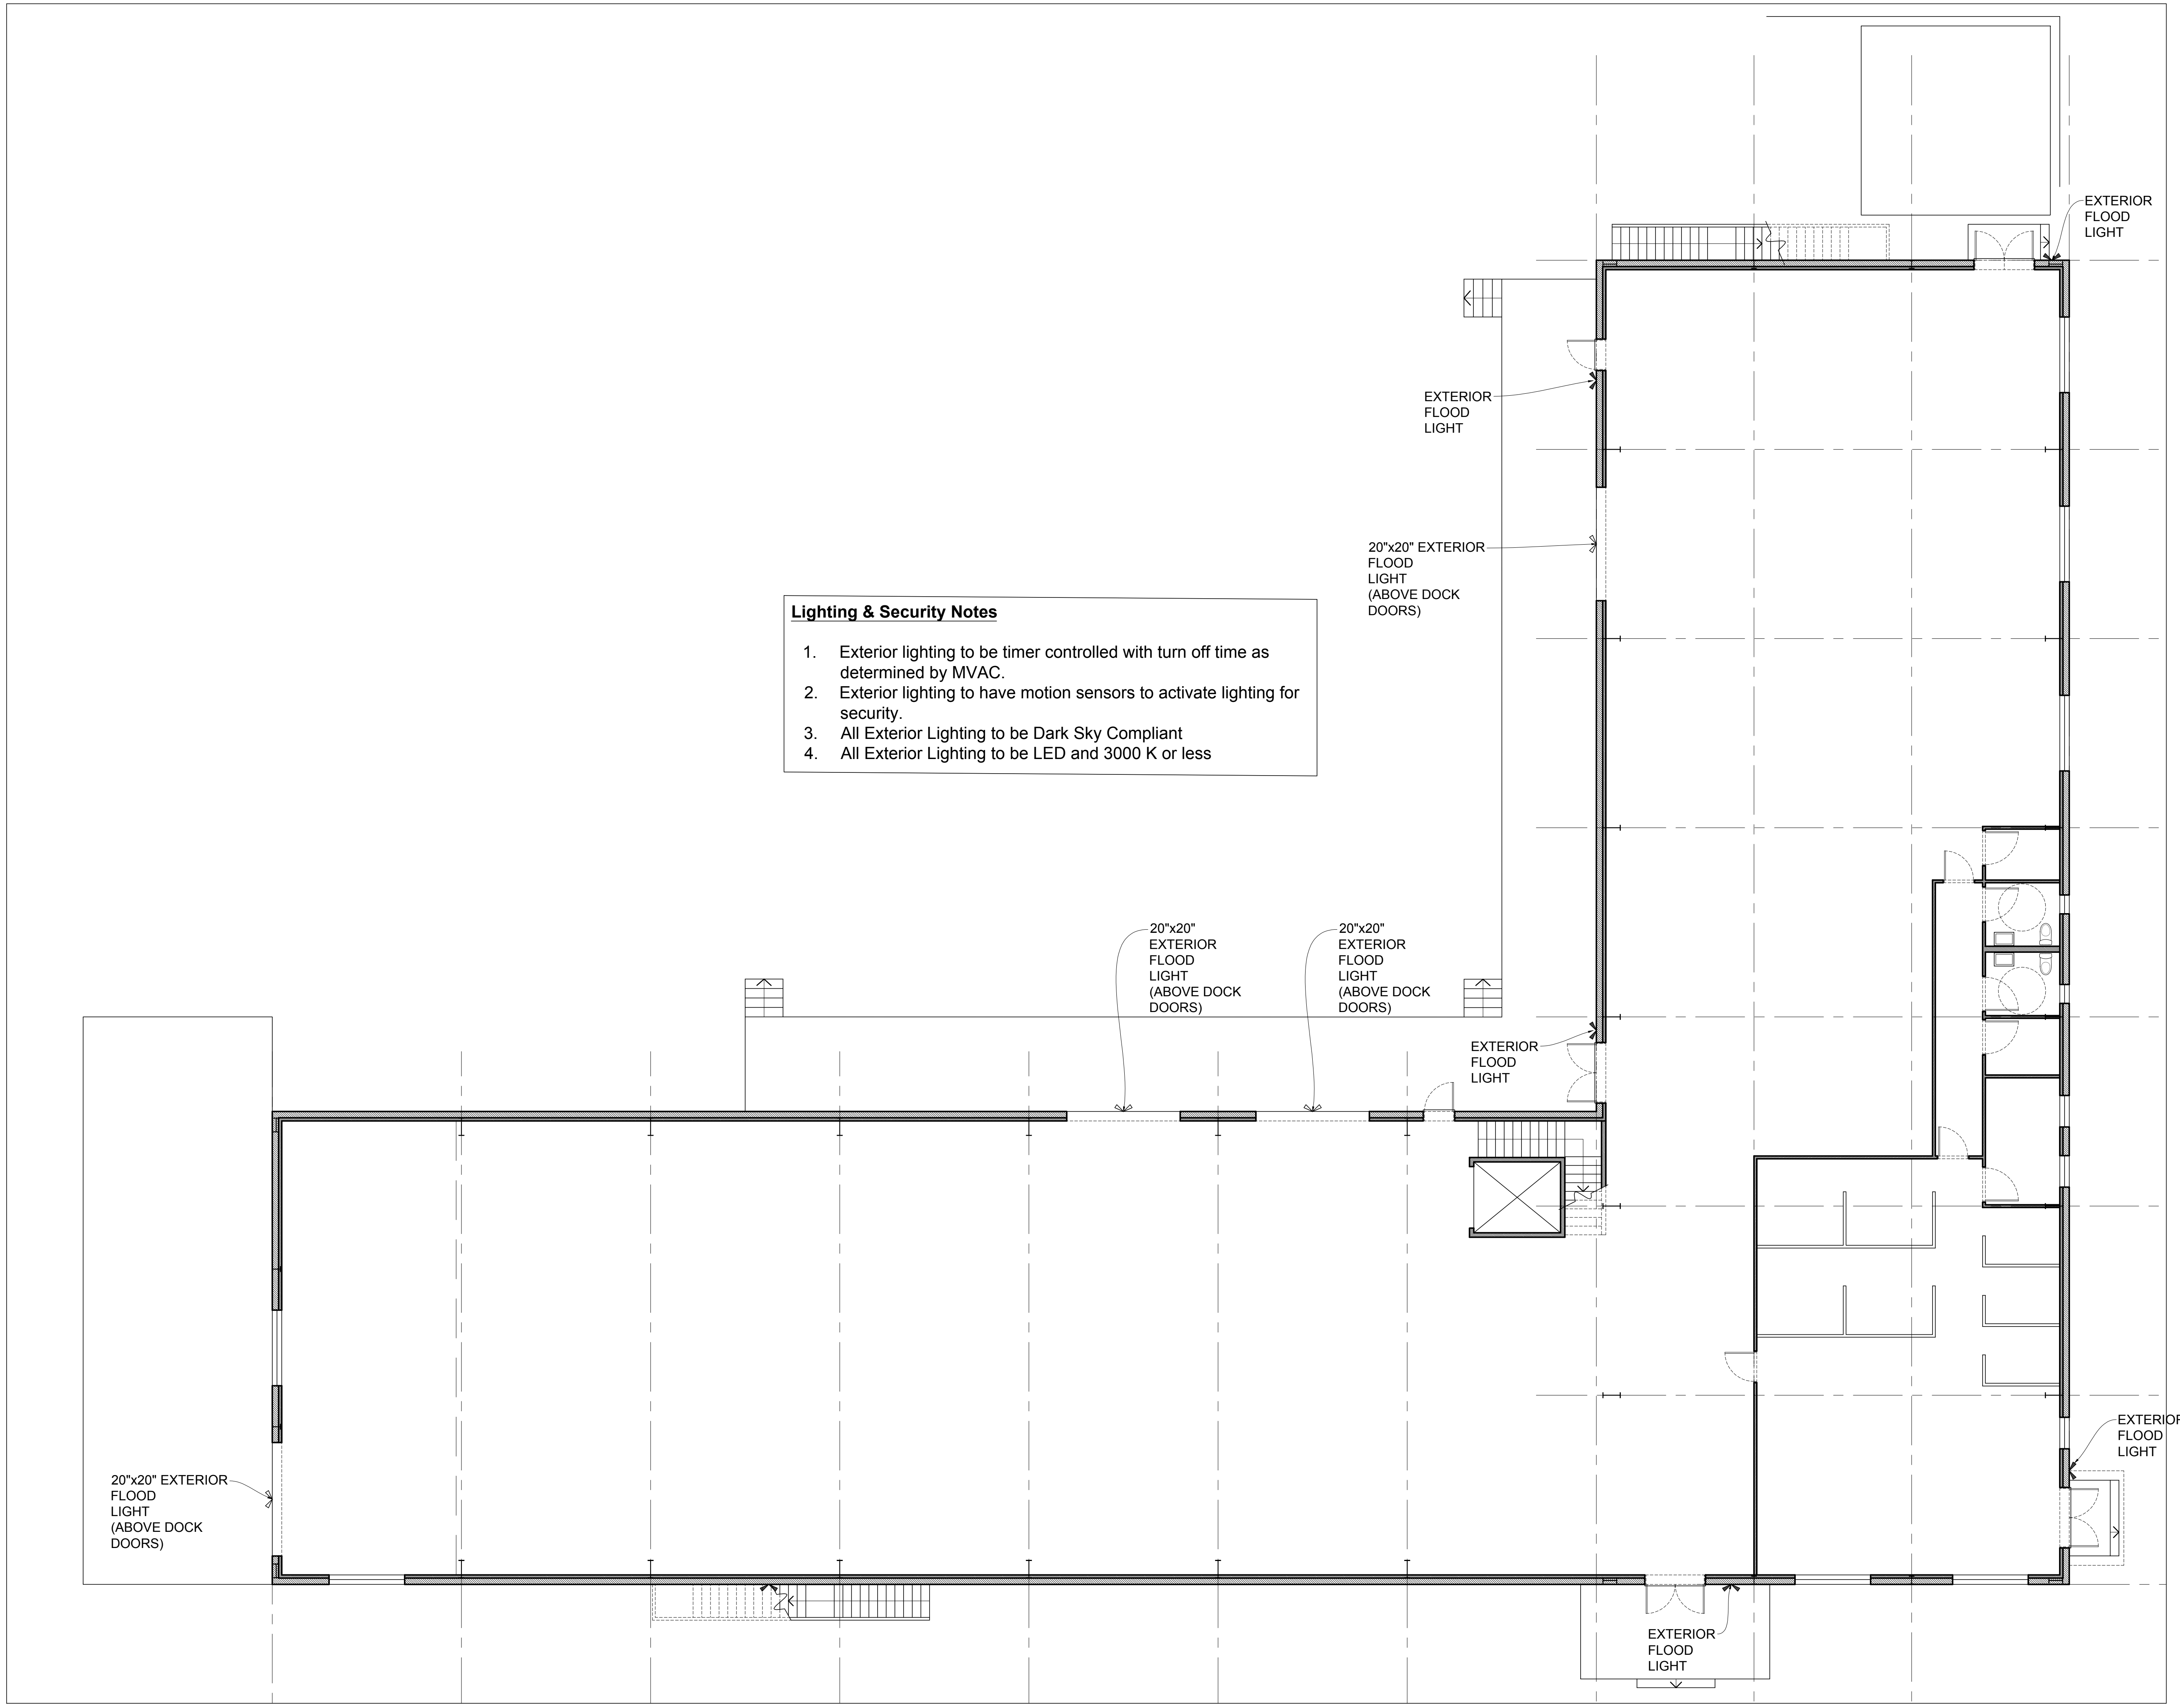 EXTERIOR
FLOOD
LIGHT
EXTERIOR
FLOOD
LIGHT
20"x20" EXTERIOR
FLOOD
LIGHT
(ABOVE DOCK
DOORS)
Lighting & Security Notes
1. Exterior lighting to be timer controlled with turn off time as
determined by MVAC.
2. Exterior lighting to have motion sensors to activate lighting for
security.
3. All Exterior Lighting to be Dark Sky Compliant
4. All Exterior Lighting to be LED and 3000 K or less
20"x20"
EXTERIOR
FLOOD
LIGHT
(ABOVE DOCK
DOORS)
20"x20"
EXTERIOR
FLOOD
LIGHT
(ABOVE DOCK
DOORS)
EXTERIOR
FLOOD
LIGHT
EXTERIOR
FLOOD
LIGHT
20"x20" EXTERIOR
FLOOD
LIGHT
(ABOVE DOCK
DOORS)
EXTERIOR
FLOOD
LIGHT